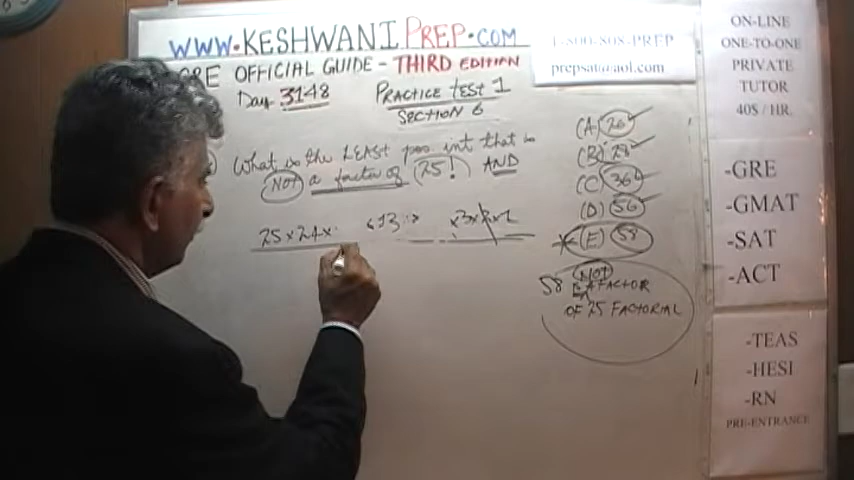 WWW.KESHWANIPREP.COM
1-800-SOS-PREP
prepsat@aol.com
GRE OFFICIAL GUIDE - THIRD EDITION
Day 3148 PRACTICE TEST 1
SECTION 6
What is the LEAST pos int that is
NOT a factor of 25! AND
25 x 24 x
x 3 x 2 x 1
(A) 26
(B) 28
(C) 36
(D) 56
(E) 58
58 NOT
A FACTOR
OF 25 FACTORIAL
ON-LINE
ONE-TO-ONE
PRIVATE
TUTOR
40$ / HR.
-GRE
-GMAT
-SAT
-ACT
-TEAS
-HESI
-RN
PRE-ENTRANCE